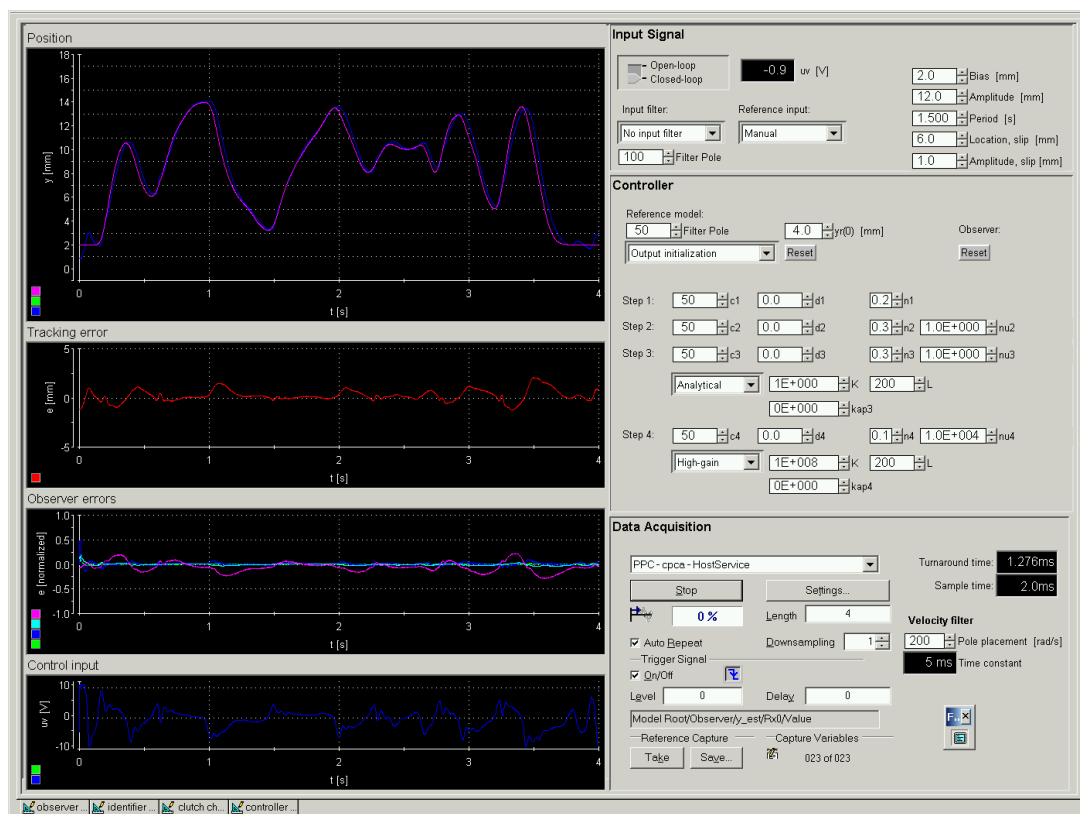 Position
18
16
14
12
10
8
6
4
2
0
y [mm]
0 1 2 3 4
t [s]
Tracking error
5
0
-5
e [mm]
0 1 2 3 4
t [s]
Observer errors
1.0
0.5
0.0
-0.5
-1.0
e [normalized]
0 1 2 3 4
t [s]
Control input
10
0
-10
uv [V]
0 1 2 3 4
t [s]
Input Signal
Open-loop
Closed-loop
-0.9 uv [V]
2.0 Bias [mm]
12.0 Amplitude [mm]
1.500 Period [s]
6.0 Location, slip [mm]
1.0 Amplitude, slip [mm]
Input filter: Reference input:
No input filter Manual
100 Filter Pole
Controller
Reference model:
50 Filter Pole 4.0 yr(0) [mm] Observer:
Output initialization Reset Reset
Step 1: 50 c1 0.0 d1 0.2 n1
Step 2: 50 c2 0.0 d2 0.3 n2 1.0E+000 nu2
Step 3: 50 c3 0.0 d3 0.3 n3 1.0E+000 nu3
Analytical 1E+000 K 200 L
0E+000 kap3
Step 4: 50 c4 0.0 d4 0.1 n4 1.0E+004 nu4
High-gain 1E+008 K 200 L
0E+000 kap4
Data Acquisition
PPC - cpca - HostService
Turnaround time: 1.276ms
Sample time: 2.0ms
Stop Settings...
0 % Length 4
Auto Repeat Downsampling 1
Trigger Signal
On/Off
Level 0 Delay 0
Model Root/Observer/y_est/Rx0/Value
Reference Capture Capture Variables
Take Save... 023 of 023
Velocity filter
200 Pole placement [rad/s]
5 ms Time constant
F..
observer ... identifier ... clutch ch... controller ...